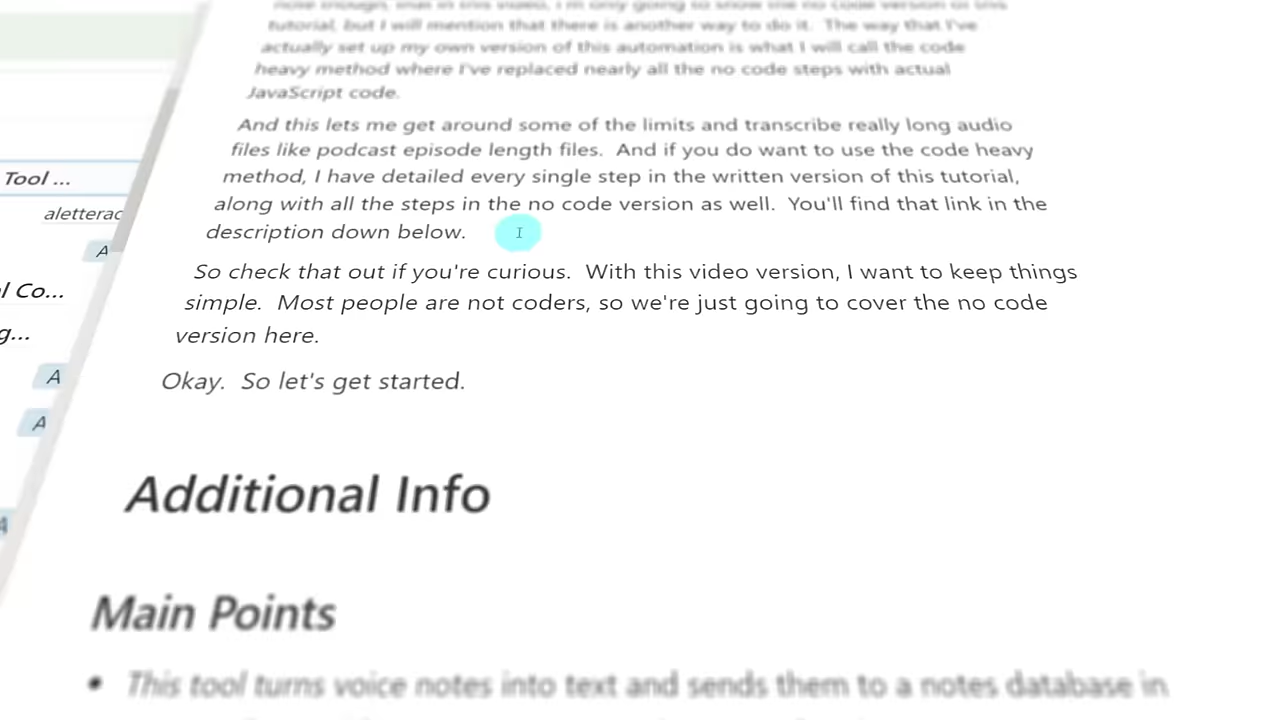 tutorial, but I will mention that there is another way to do it.  The way that I've
actually set up my own version of this automation is what I will call the code
heavy method where I've replaced nearly all the no code steps with actual
JavaScript code.
And this lets me get around some of the limits and transcribe really long audio
files like podcast episode length files.  And if you do want to use the code heavy
method, I have detailed every single step in the written version of this tutorial,
along with all the steps in the no code version as well.  You'll find that link in the
description down below.
So check that out if you're curious.  With this video version, I want to keep things
simple.  Most people are not coders, so we're just going to cover the no code
version here.
Okay.  So let's get started.
Additional Info
Main Points
• This tool turns voice notes into text and sends them to a notes database in
Tool ...
aletterac
A
l Co...
g...
A
A
A